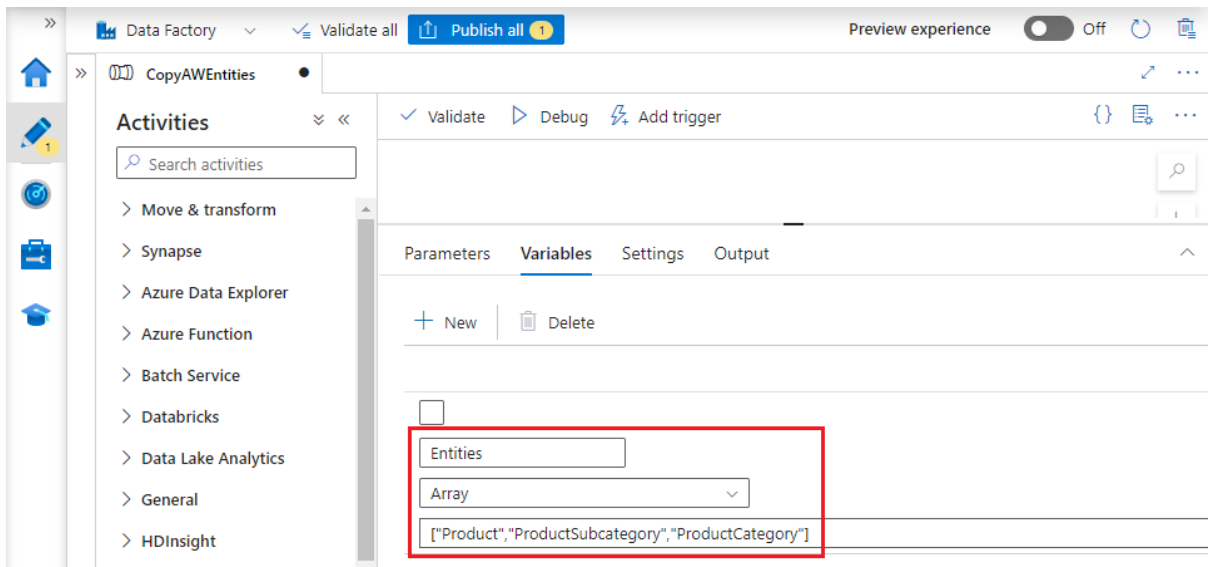 Data Factory
Validate all
Publish all 1
Preview experience
Off
CopyAWEntities
1
Activities
Search activities
Move & transform
Synapse
Azure Data Explorer
Azure Function
Batch Service
Databricks
Data Lake Analytics
General
HDInsight
Validate
Debug
Add trigger
Parameters
Variables
Settings
Output
New
Delete
Entities
Array
["Product","ProductSubcategory","ProductCategory"]